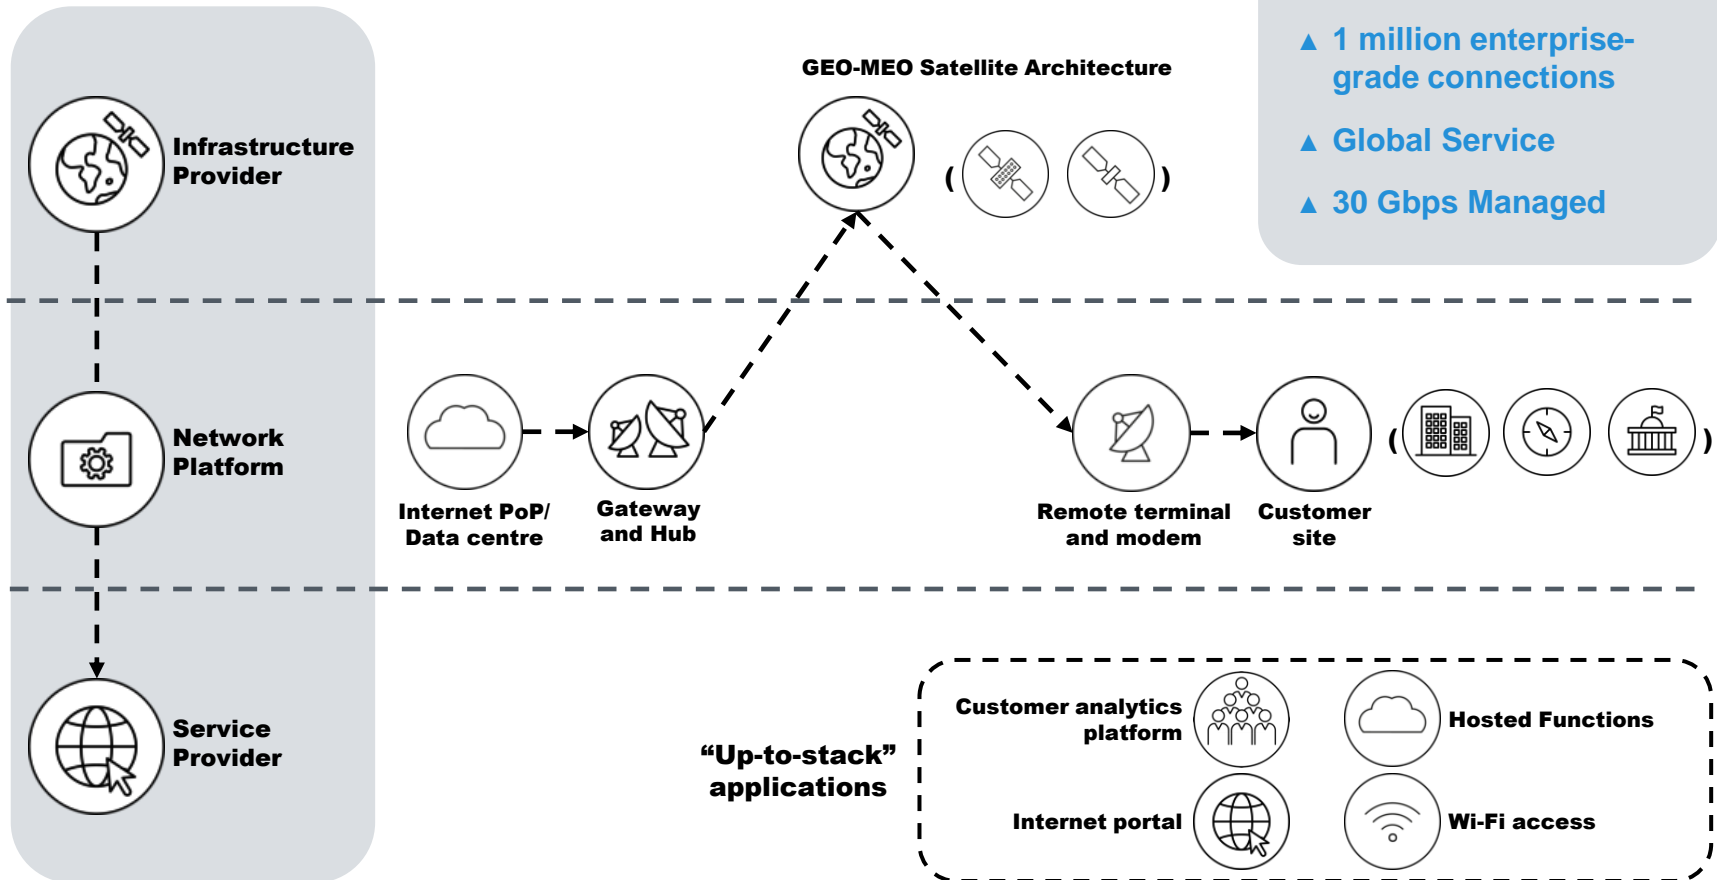 ▲ 1 million enterprise-
grade connections
▲ Global Service
▲ 30 Gbps Managed
GEO-MEO Satellite Architecture
Infrastructure
Provider
( )
Network
Platform
Internet PoP/
Data centre
Gateway
and Hub
Remote terminal
and modem
Customer
site
( )
Service
Provider
“Up-to-stack”
applications
Customer analytics
platform
Hosted Functions
Internet portal
Wi-Fi access